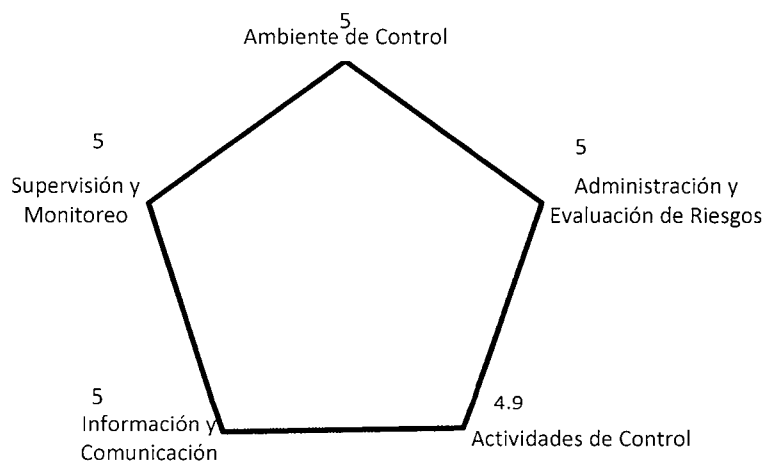 5
Ambiente de Control
5
Administración y
Evaluación de Riesgos
4.9
Actividades de Control
5
Información y
Comunicación
5
Supervisión y
Monitoreo